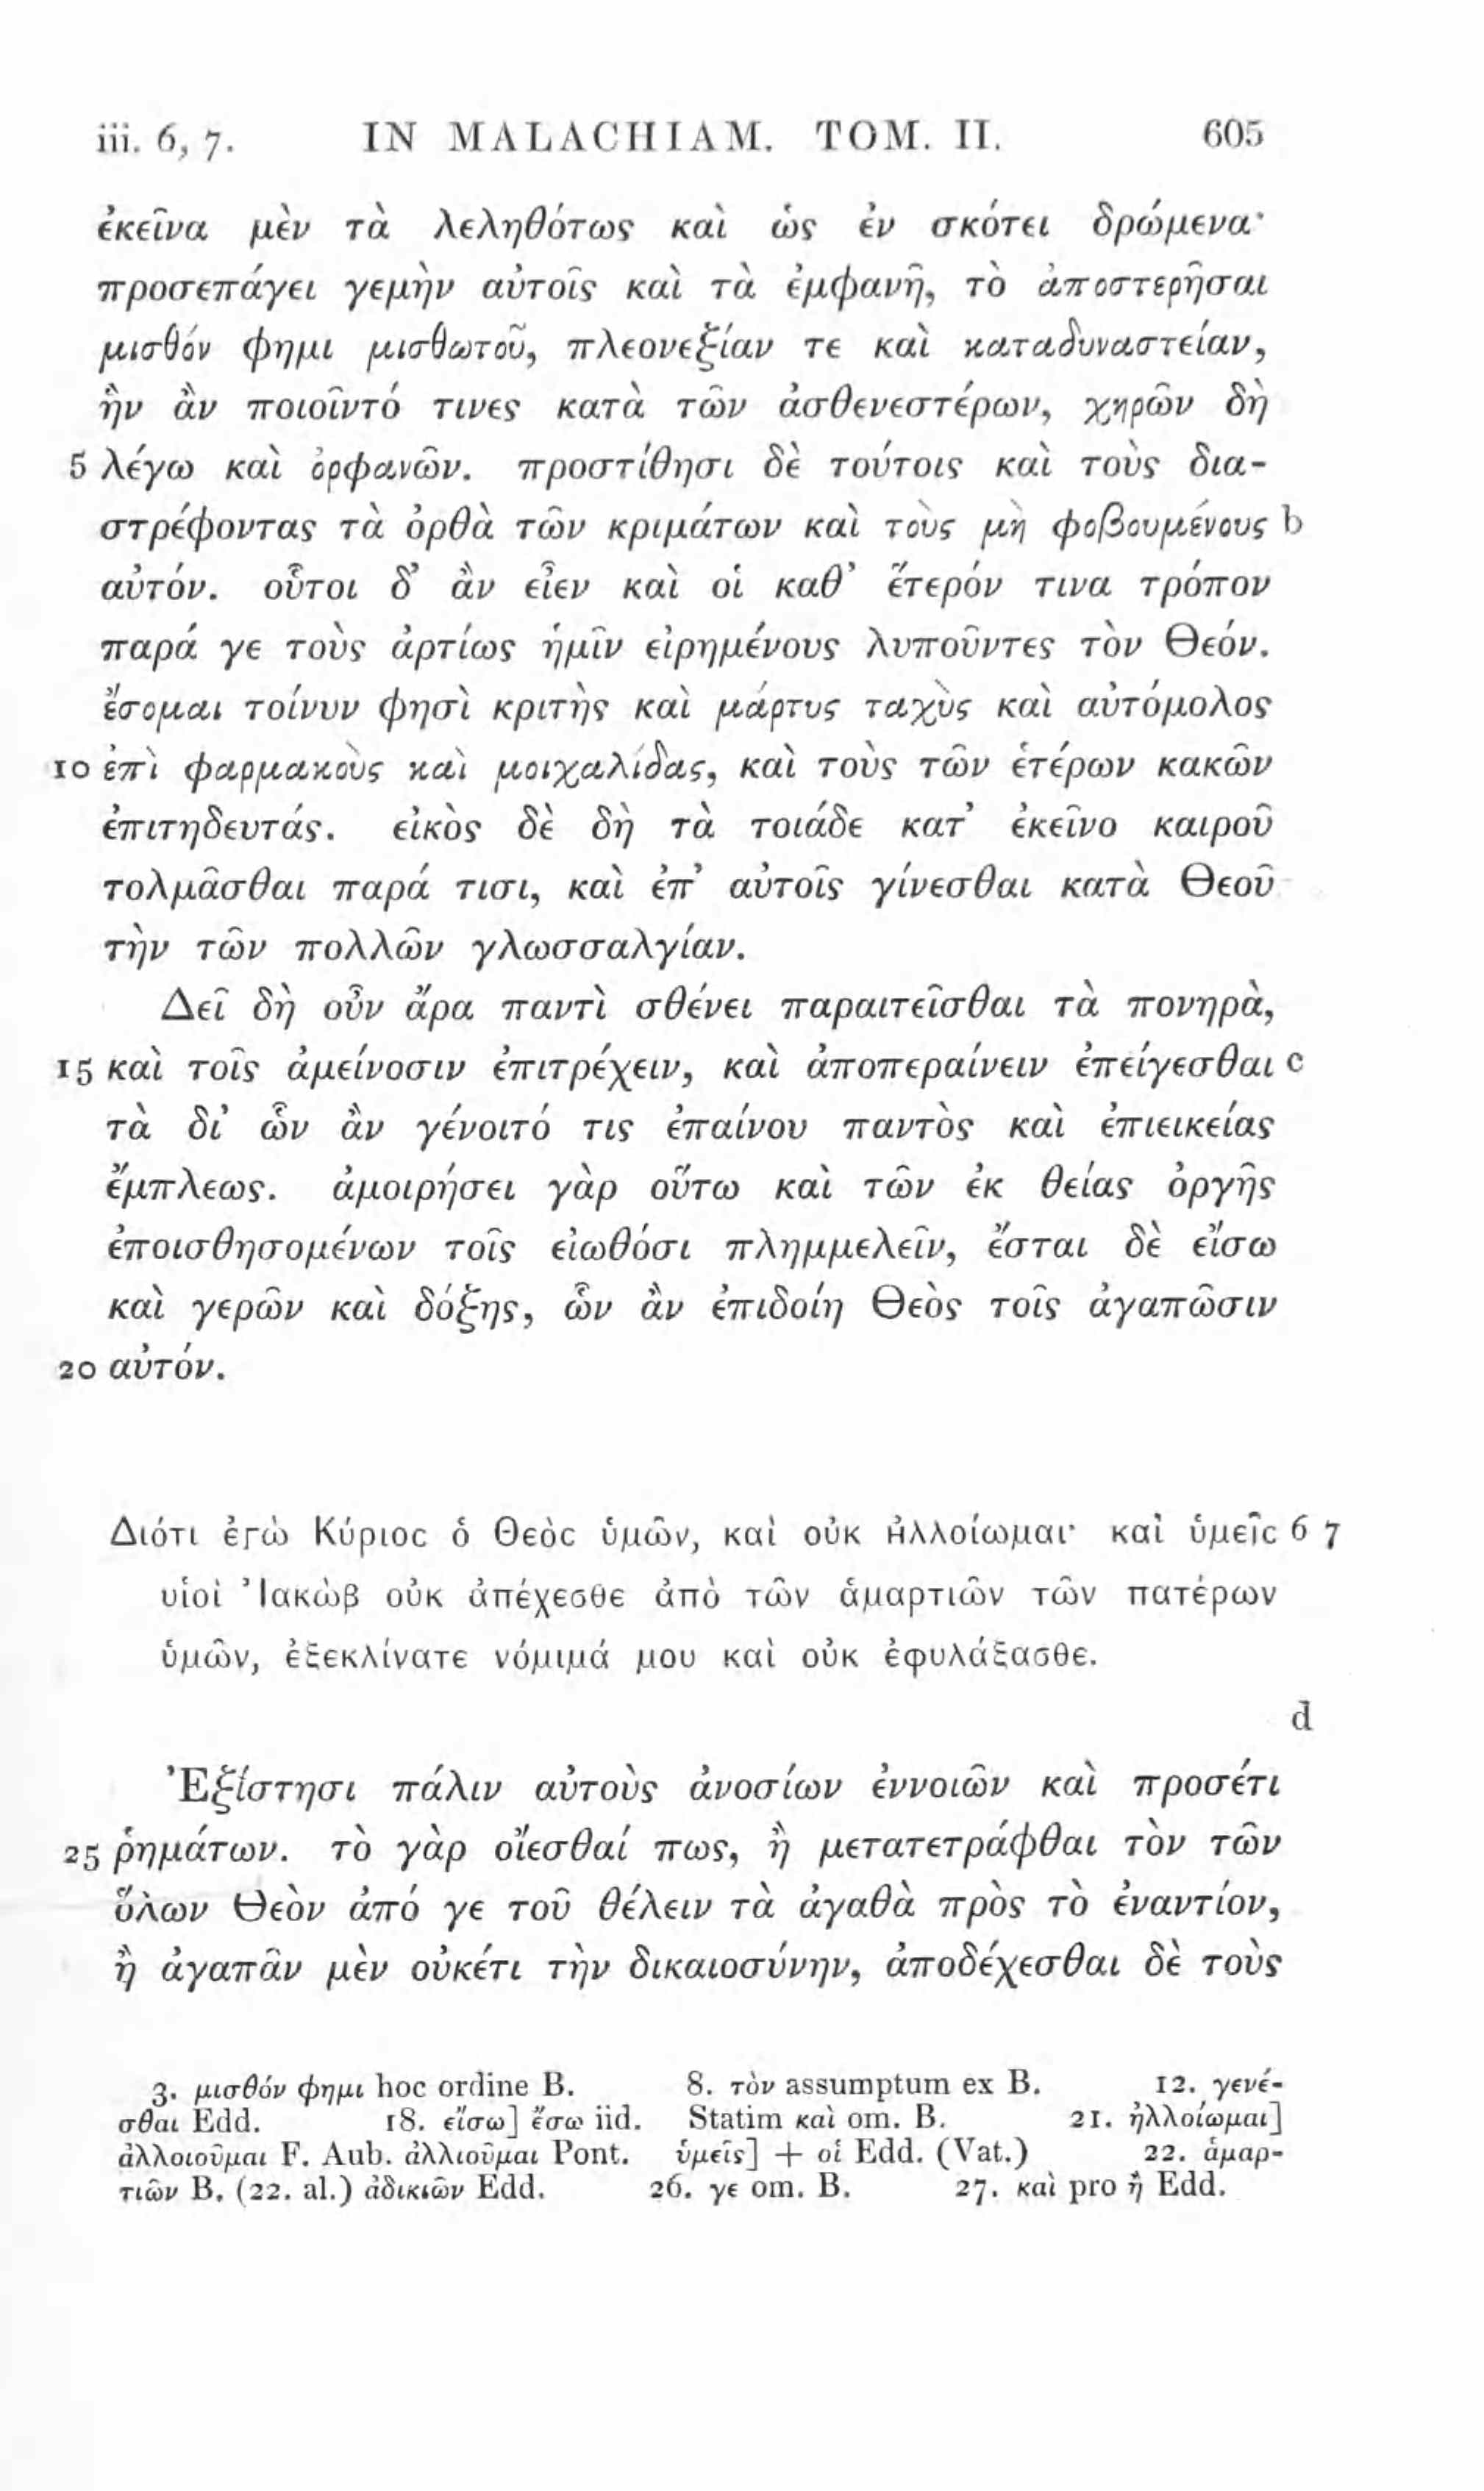 iii. 6, 7. IN MALACHIAM. TOM. II. 605
ἐκεῖνα μὲν τὰ λεληθότως καὶ ὡς ἐν σκότει δρώμενα·
προσεπάγει γεμὴν αὐτοῖς καὶ τὰ ἐμφανῆ, τὸ ἀποστερῆσαι
μισθόν φημι μισθωτοῦ, πλεονεξίαν τε καὶ καταδυναστείαν,
ἣν ἂν ποιοῖντό τινες κατὰ τῶν ἀσθενεστέρων, χηρῶν δὴ
5 λέγω καὶ ὀρφανῶν. προστίθησι δὲ τούτοις καὶ τοὺς δια-
στρέφοντας τὰ ὀρθὰ τῶν κριμάτων καὶ τοὺς μὴ φοβουμένους b
αὐτόν. οὗτοι δ’ ἂν εἶεν καὶ οἱ καθ’ ἕτερόν τινα τρόπον
παρά γε τοὺς ἀρτίως ἡμῖν εἰρημένους λυποῦντες τὸν Θεόν.
ἔσομαι τοίνυν φησὶ κριτὴς καὶ μάρτυς ταχὺς καὶ αὐτόμολος
10 ἐπὶ φαρμακοὺς καὶ μοιχαλίδας, καὶ τοὺς τῶν ἑτέρων κακῶν
ἐπιτηδευτάς. εἰκὸς δὲ δὴ τὰ τοιάδε κατ’ ἐκεῖνο καιροῦ
τολμᾶσθαι παρά τισι, καὶ ἐπ’ αὐτοῖς γίνεσθαι κατὰ Θεοῦ
τὴν τῶν πολλῶν γλωσσαλγίαν.
Δεῖ δὴ οὖν ἄρα παντὶ σθένει παραιτεῖσθαι τὰ πονηρὰ,
15 καὶ τοῖς ἀμείνοσιν ἐπιτρέχειν, καὶ ἀποπεραίνειν ἐπείγεσθαι c
τὰ δι’ ὧν ἂν γένοιτό τις ἐπαίνου παντὸς καὶ ἐπιεικείας
ἔμπλεως. ἀμοιρήσει γὰρ οὕτω καὶ τῶν ἐκ θείας ὀργῆς
ἐποισθησομένων τοῖς εἰωθόσι πλημμελεῖν, ἔσται δὲ εἴσω
καὶ γερῶν καὶ δόξης, ὧν ἂν ἐπιδοίη Θεὸς τοῖς ἀγαπῶσιν
20 αὐτόν.
Διότι ἐγὼ Κύριος ὁ Θεὸς ὑμῶν, καὶ οὐκ ἠλλοίωμαι· καὶ ὑμεῖς 6 7
υἱοὶ Ἰακὼβ οὐκ ἀπέχεσθε ἀπὸ τῶν ἁμαρτιῶν τῶν πατέρων
ὑμῶν, ἐξεκλίνατε νόμιμά μου καὶ οὐκ ἐφυλάξασθε.
d
Ἐξίστησι πάλιν αὐτοὺς ἀνοσίων ἐννοιῶν καὶ προσέτι
25 ῥημάτων. τὸ γὰρ οἴεσθαί πως, ἢ μετατετράφθαι τὸν τῶν
ὅλων Θεὸν ἀπό γε τοῦ θέλειν τὰ ἀγαθὰ πρὸς τὸ ἐναντίον,
ἢ ἀγαπᾶν μὲν οὐκέτι τὴν δικαιοσύνην, ἀποδέχεσθαι δὲ τοὺς
3. μισθόν φημι hoc ordine B. 8. τὸν assumptum ex B. 12. γενέ-
σθαι Edd. 18. εἴσω] ἔσω iid. Statim καὶ om. B. 21. ἠλλοίωμαι]
ἀλλοιοῦμαι F. Aub. ἀλλιοῦμαι Pont. ὑμεῖς] + οἱ Edd. (Vat.) 22. ἁμαρ-
τιῶν B. (22. al.) ἀδικιῶν Edd. 26. γε om. B. 27. καὶ pro ἢ Edd.